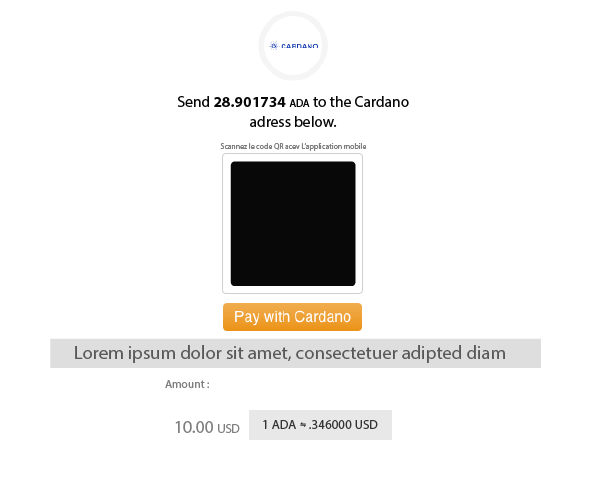 CARDANO
Send 28.901734 ADA to the Cardano
adress below.
Scannez le code QR acev L'application mobile
Pay with Cardano
Lorem ipsum dolor sit amet, consectetuer adipted diam
Amount :
10.00 USD 1 ADA ≈ .346000 USD